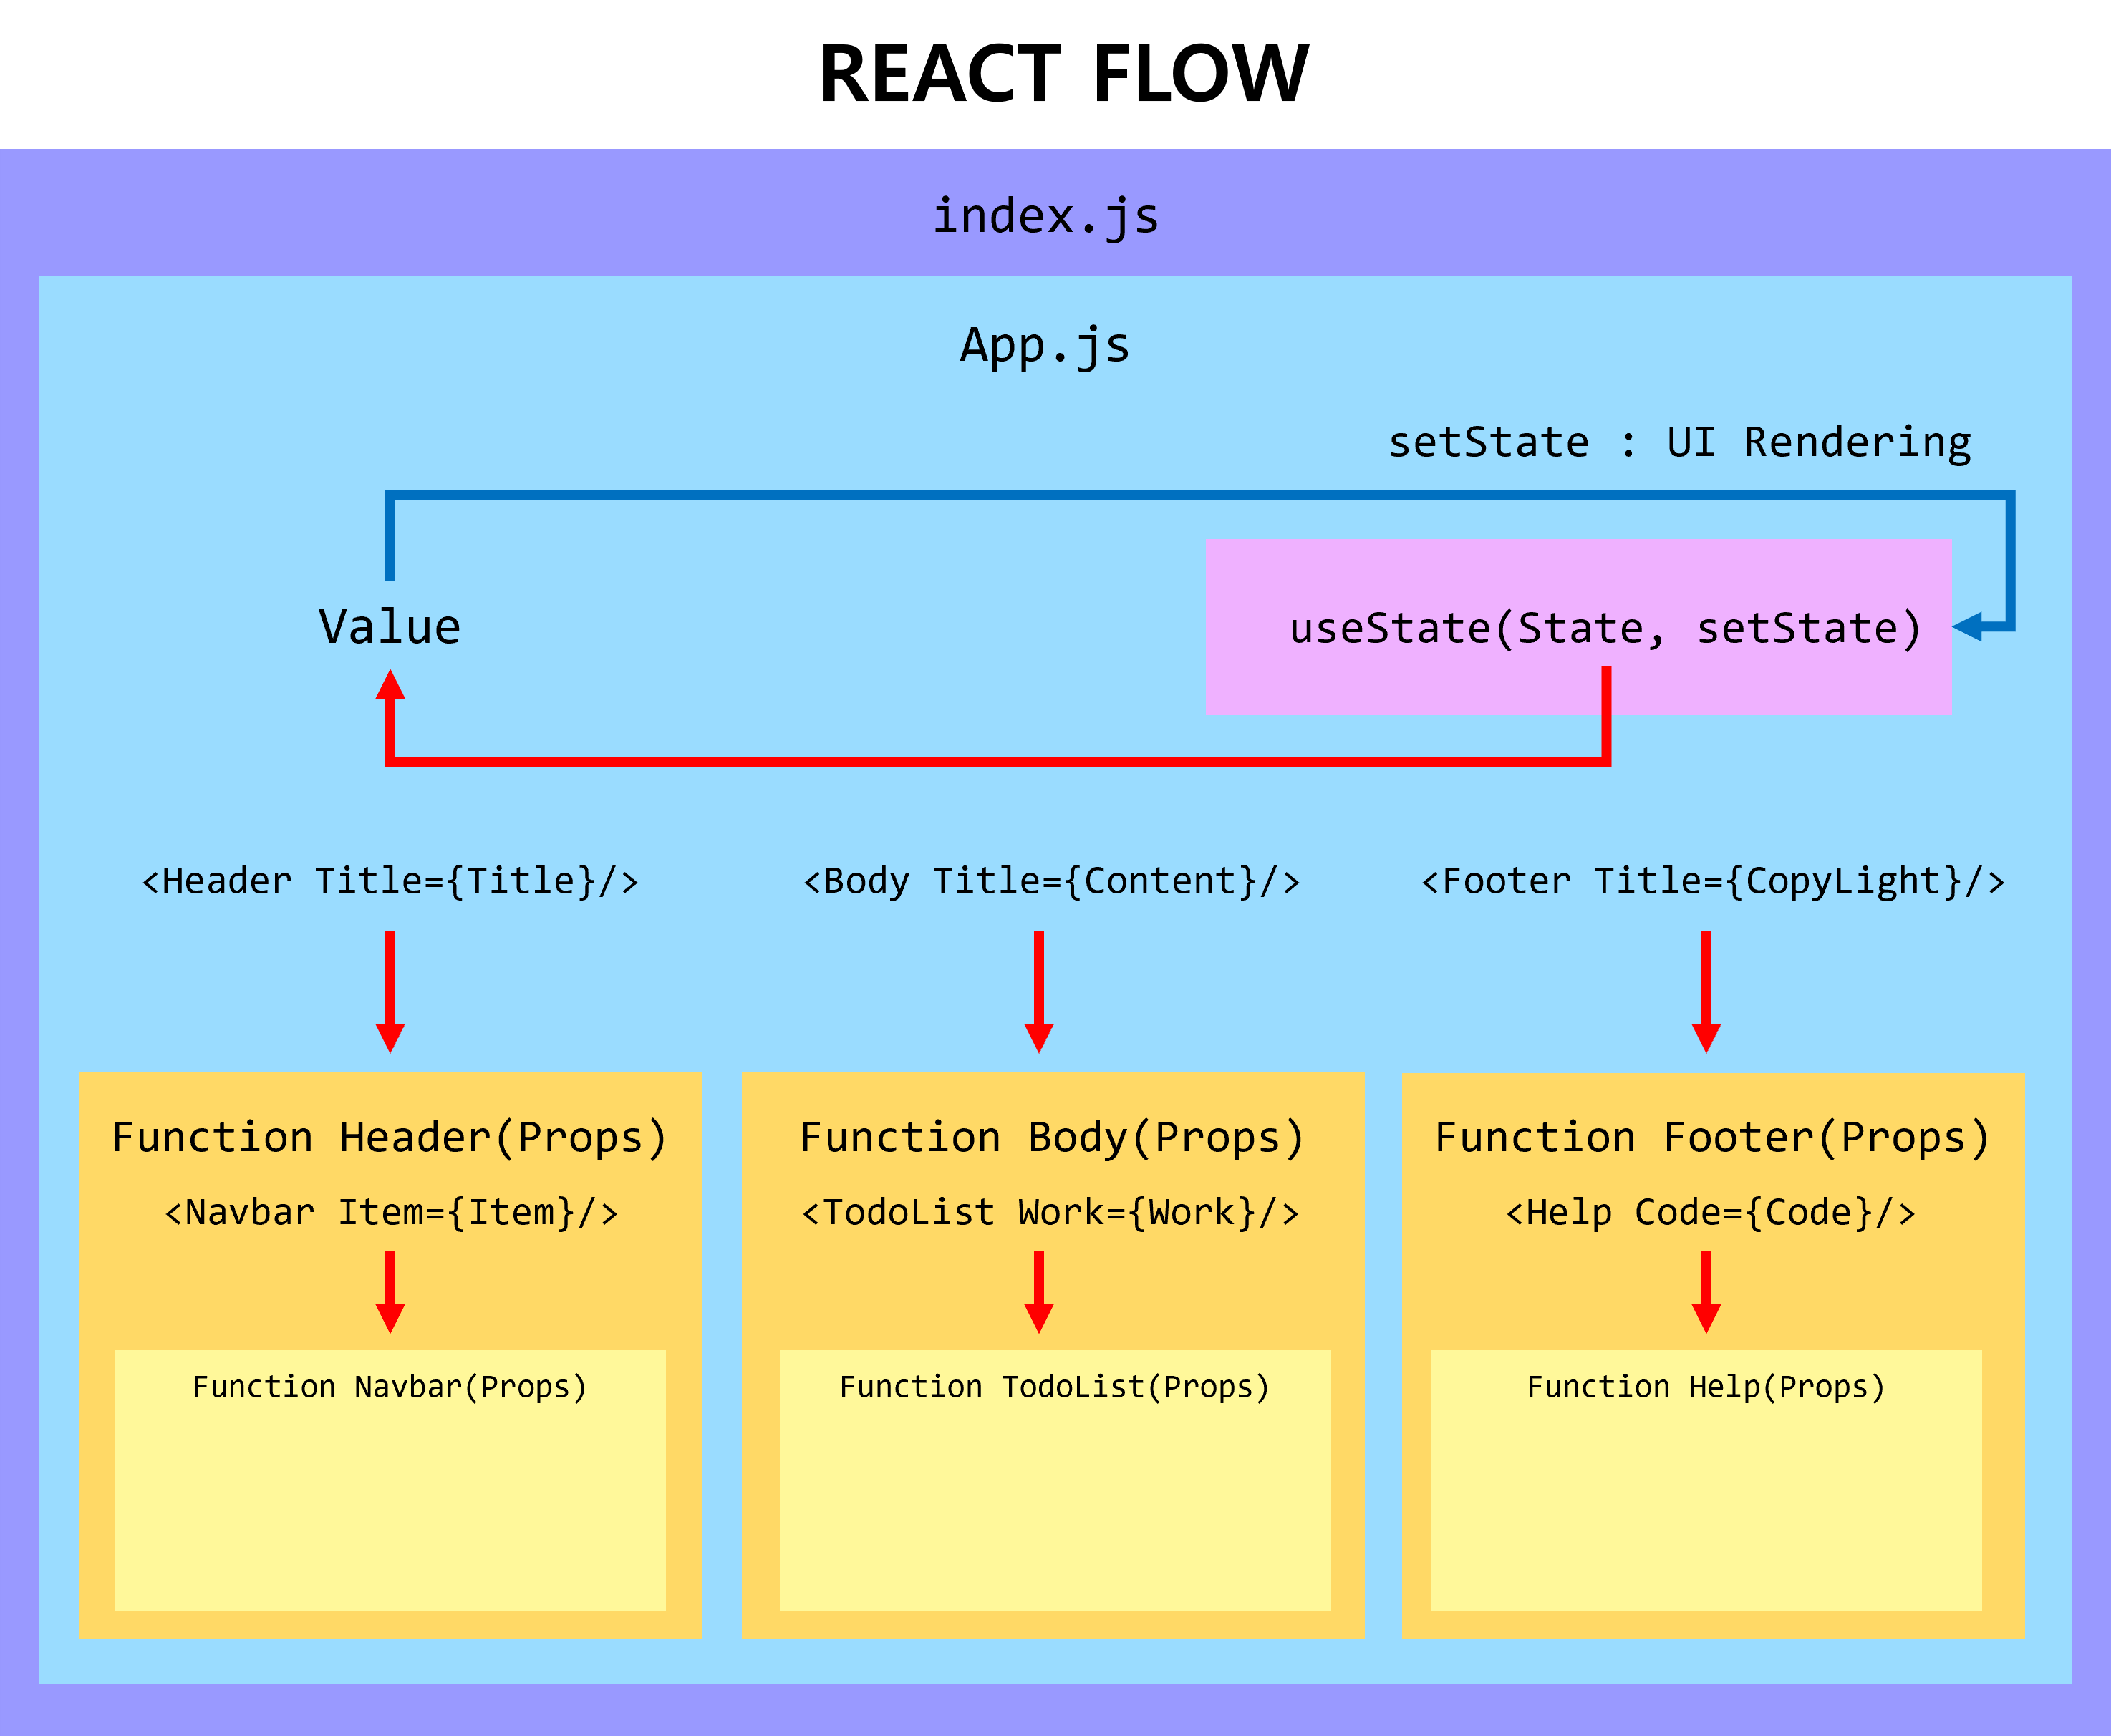 REACT FLOW
index.js
App.js
setState : UI Rendering
Value
useState(State, setState)
<Header Title={Title}/>
<Body Title={Content}/>
<Footer Title={CopyLight}/>
Function Header(Props)
Function Body(Props)
Function Footer(Props)
<Navbar Item={Item}/>
<TodoList Work={Work}/>
<Help Code={Code}/>
Function Navbar(Props)
Function TodoList(Props)
Function Help(Props)